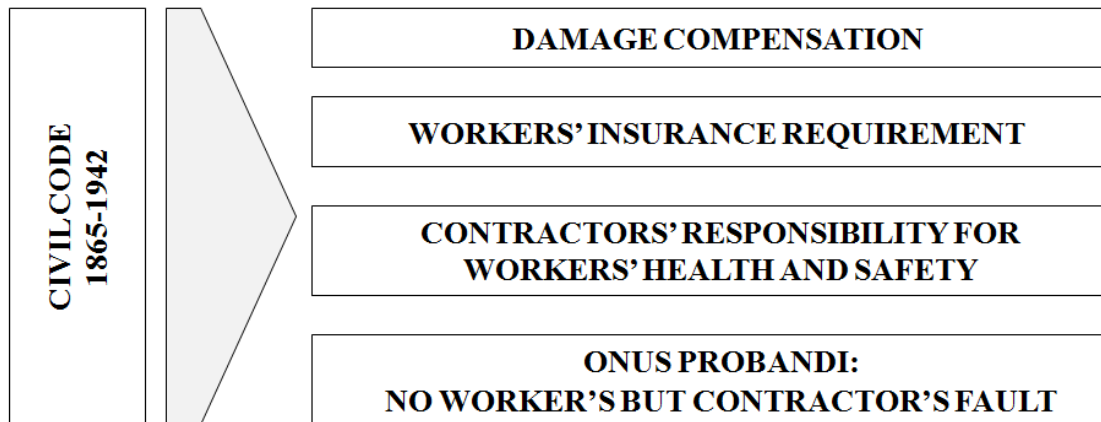 CIVIL CODE
1865-1942
DAMAGE COMPENSATION
WORKERS' INSURANCE REQUIREMENT
CONTRACTORS' RESPONSIBILITY FOR
WORKERS' HEALTH AND SAFETY
ONUS PROBANDI:
NO WORKER'S BUT CONTRACTOR'S FAULT